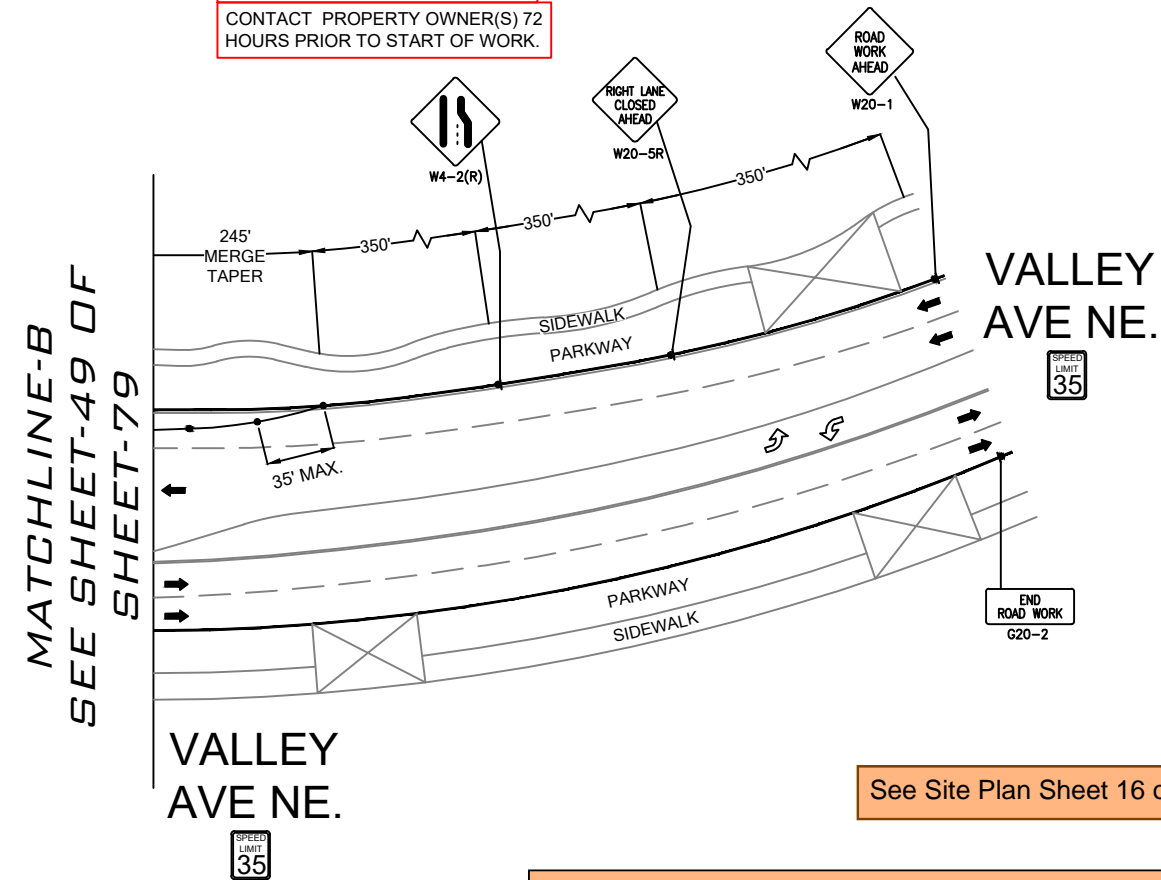 CONTACT PROPERTY OWNER(S) 72
HOURS PRIOR TO START OF WORK.
ROAD
WORK
AHEAD
W20-1
RIGHT LANE
CLOSED
AHEAD
W20-5R
W4-2(R)
350'
350'
350'
245'
MERGE
TAPER
MATCHLINE-B
SEE SHEET-49 OF
SHEET-79
SIDEWALK
PARKWAY
VALLEY
AVE NE.
SPEED
LIMIT
35
35' MAX.
PARKWAY
SIDEWALK
END
ROAD WORK
G20-2
VALLEY
AVE NE.
SPEED
LIMIT
35
See Site Plan Sheet 16